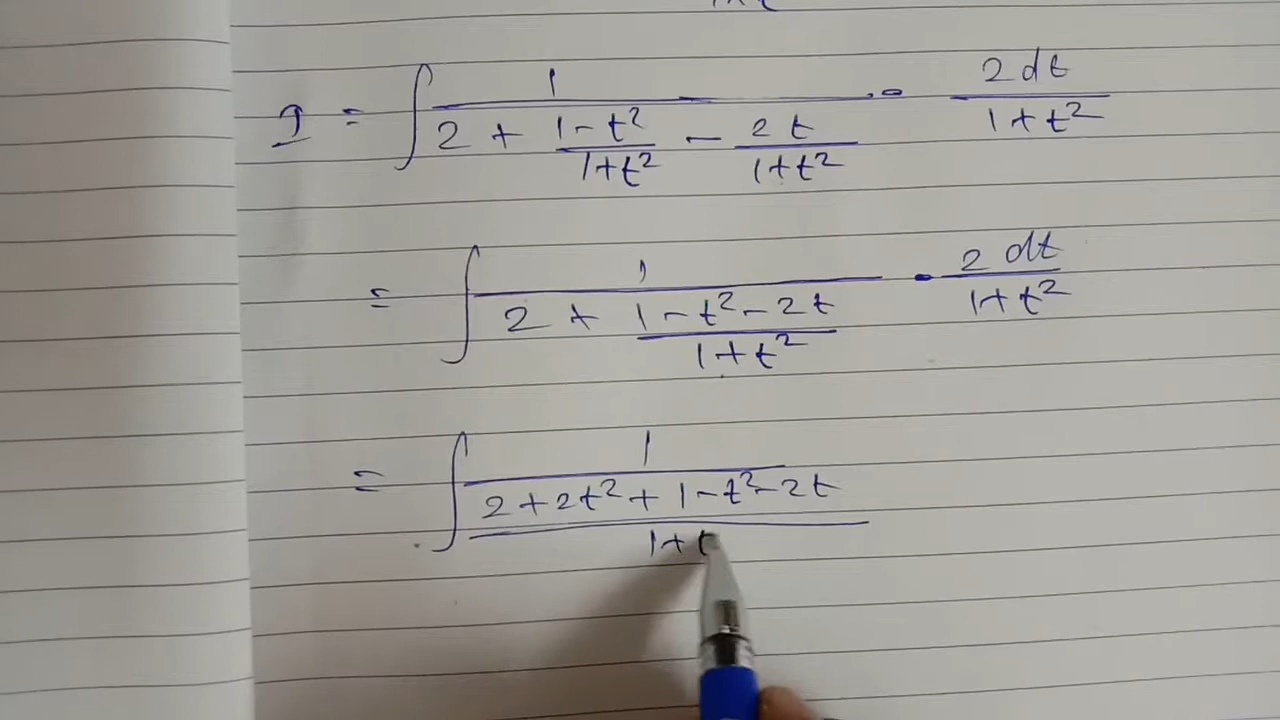 I = ∫ 1 / (2 + (1-t²)/(1+t²) - 2t/(1+t²)) · 2dt/(1+t²)
= ∫ 1 / (2 + (1-t²-2t)/(1+t²)) · 2dt/(1+t²)
= ∫ 1 / ((2+2t²+1-t²-2t)/(1+t